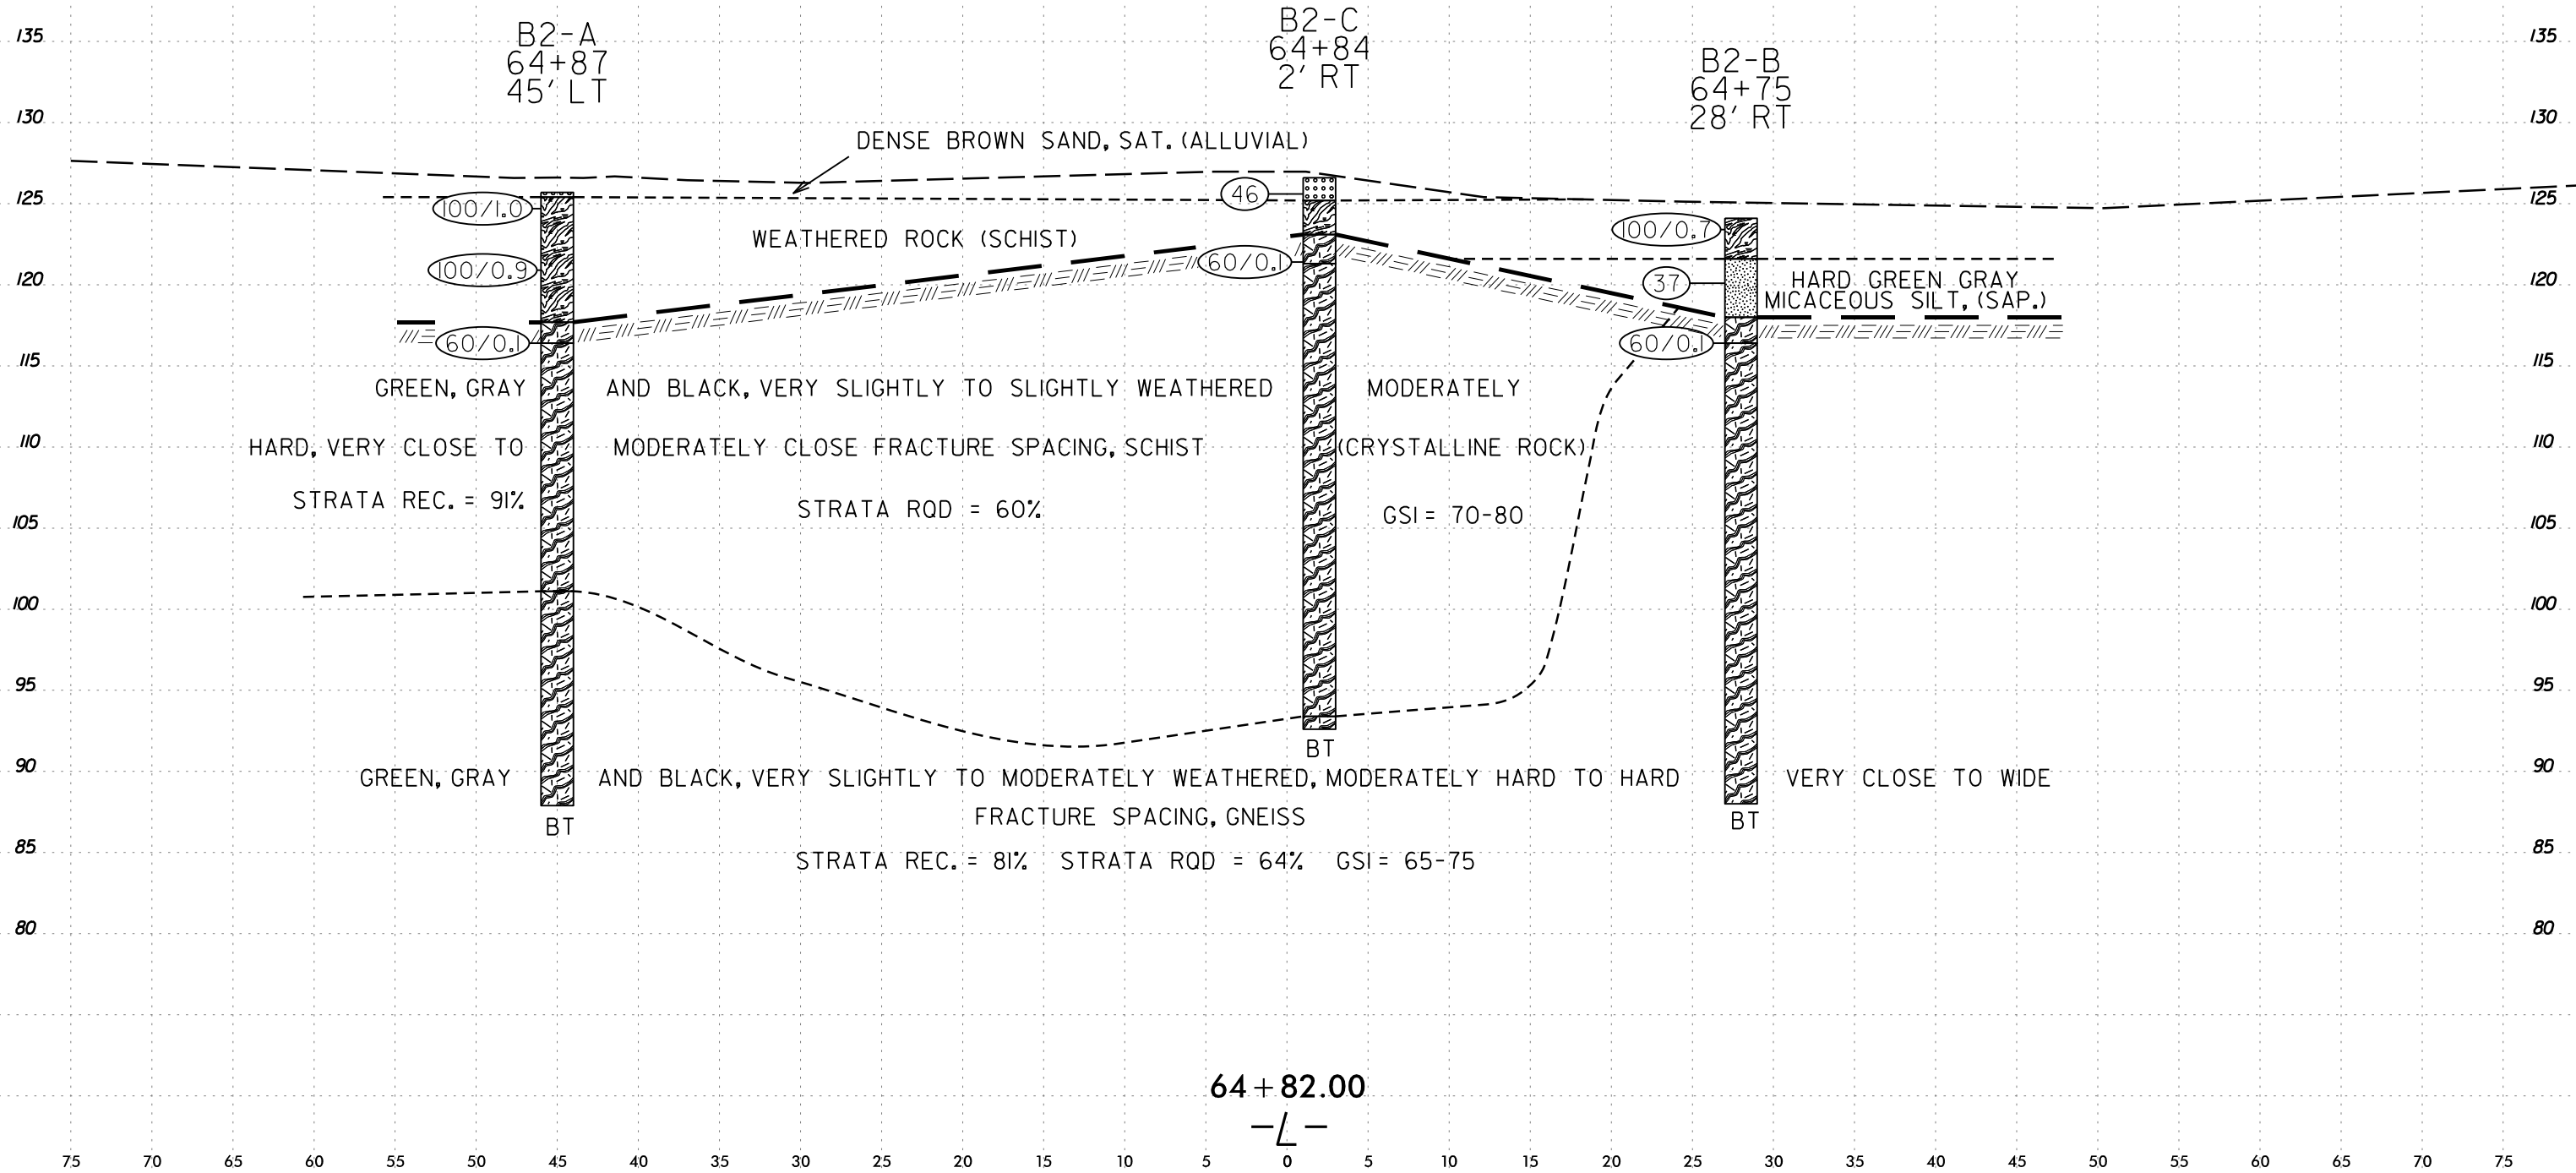 B2-A
64+87
45' LT
B2-C
64+84
2' RT
B2-B
64+75
28' RT
135 135
130 130
125 125
120 120
115 115
110 110
105 105
100 100
95 95
90 90
85 85
80 80
DENSE BROWN SAND, SAT. (ALLUVIAL)
46
100/1.0
WEATHERED ROCK (SCHIST)
100/0.7
100/0.9
60/0.1
37
HARD GREEN GRAY
MICACEOUS SILT, (SAP.)
60/0.1
60/0.1
GREEN, GRAY AND BLACK, VERY SLIGHTLY TO SLIGHTLY WEATHERED MODERATELY
HARD, VERY CLOSE TO MODERATELY CLOSE FRACTURE SPACING, SCHIST (CRYSTALLINE ROCK)
STRATA REC. = 91% STRATA RQD = 60% GSI = 70-80
BT
GREEN, GRAY AND BLACK, VERY SLIGHTLY TO MODERATELY WEATHERED, MODERATELY HARD TO HARD VERY CLOSE TO WIDE
FRACTURE SPACING, GNEISS
BT
BT
STRATA REC. = 81% STRATA RQD = 64% GSI = 65-75
64+82.00
-L-
75 70 65 60 55 50 45 40 35 30 25 20 15 10 5 0 5 10 15 20 25 30 35 40 45 50 55 60 65 70 75